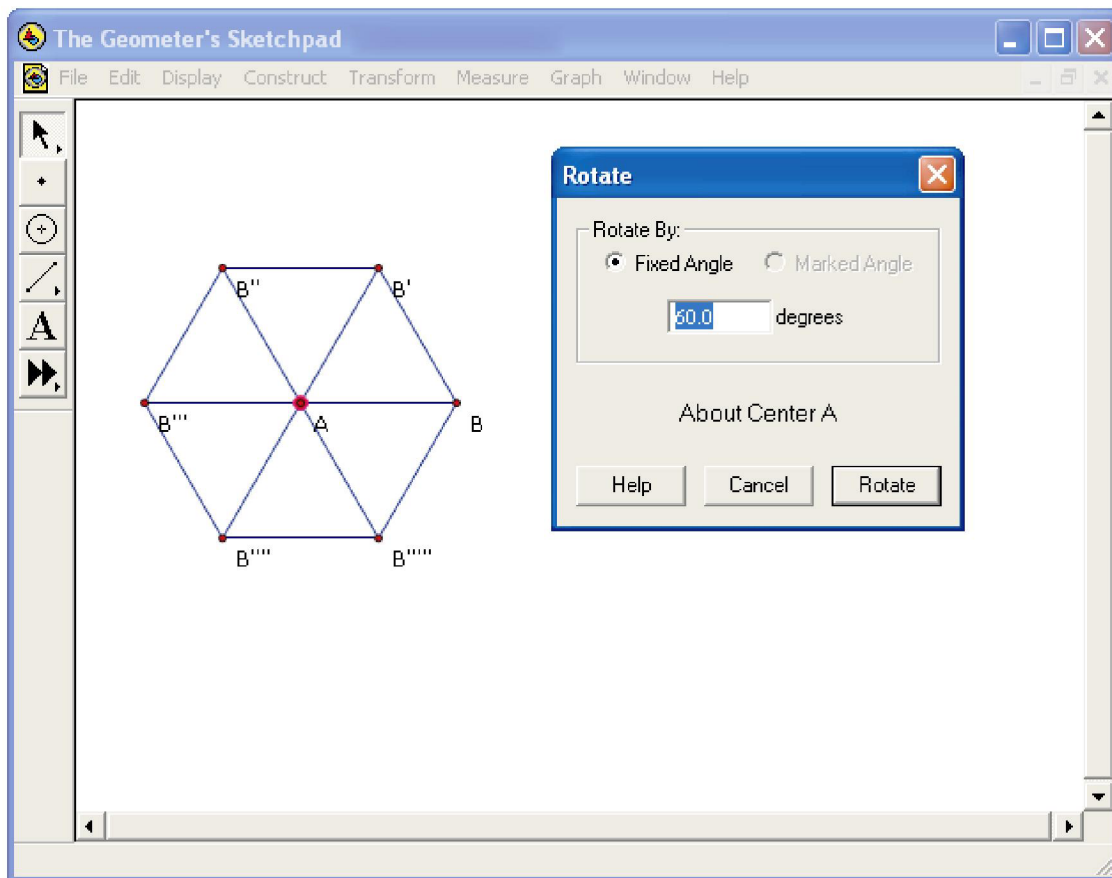 The Geometer's Sketchpad
File Edit Display Construct Transform Measure Graph Window Help
A
Rotate
Rotate By:
Fixed Angle Marked Angle
60.0 degrees
About Center A
Help Cancel Rotate
B'' B'
B''' A B
B'''' B'''''